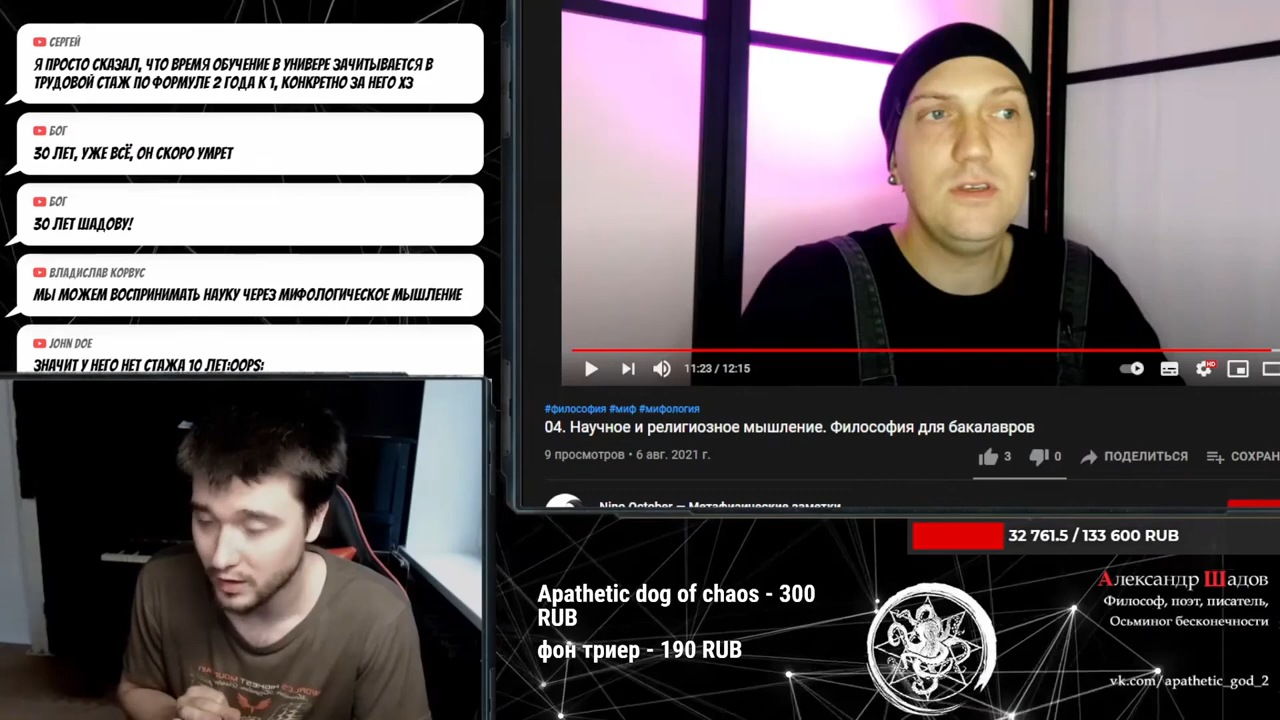 СЕРГЕЙ
Я ПРОСТО СКАЗАЛ, ЧТО ВРЕМЯ ОБУЧЕНИЕ В УНИВЕРЕ ЗАЧИТЫВАЕТСЯ В
ТРУДОВОЙ СТАЖ ПО ФОРМУЛЕ 2 ГОДА К 1, КОНКРЕТНО ЗА НЕГО ХЗ
БОГ
30 ЛЕТ, УЖЕ ВСЁ, ОН СКОРО УМРЕТ
БОГ
30 ЛЕТ ШАДОВУ!
ВЛАДИСЛАВ КОРВУС
МЫ МОЖЕМ ВОСПРИНИМАТЬ НАУКУ ЧЕРЕЗ МИФОЛОГИЧЕСКОЕ МЫШЛЕНИЕ
JOHN DOE
ЗНАЧИТ У НЕГО НЕТ СТАЖА 10 ЛЕТ:OOPS:
11:23 / 12:15
HD
#философия #миф #мифология
04. Научное и религиозное мышление. Философия для бакалавров
9 просмотров • 6 авг. 2021 г.
3
0
ПОДЕЛИТЬСЯ
СОХРАН
Nino October — Метафизические заметки
32 761.5 / 133 600 RUB
Apathetic dog of chaos - 300
RUB
фон триер - 190 RUB
Александр Шадов
Философ, поэт, писатель,
Осьминог бесконечности
vk.com/apathetic_god_2